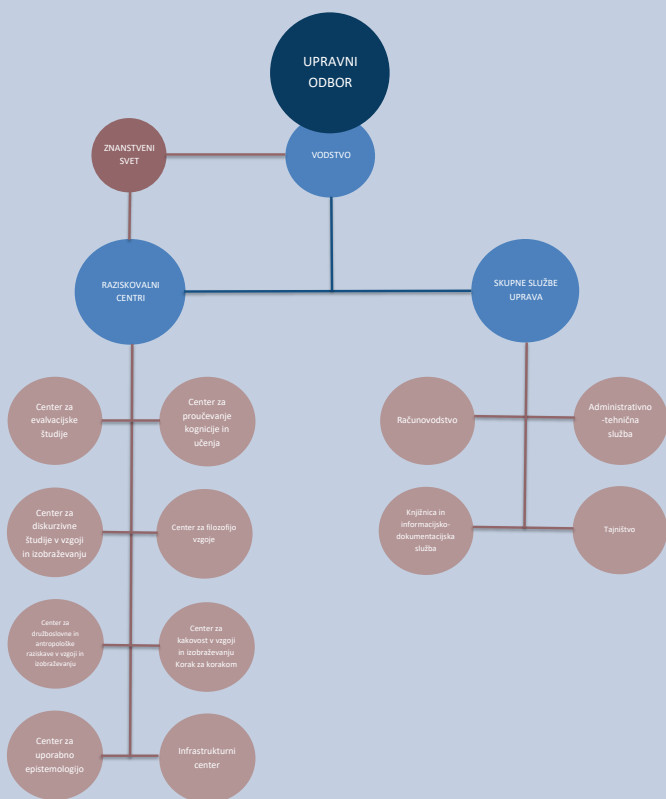 UPRAVNI
ODBOR
ZNANSTVENI
SVET
VODSTVO
RAZISKOVALNI
CENTRI
SKUPNE SLUŽBE
UPRAVA
Center za
evalvacijske
študije
Center za
proučevanje
kognicije in
učenja
Računovodstvo
Administrativno
-tehnična
služba
Center za
diskurzivne
študije v vzgoji
in izobraževanju
Center za filozofijo
vzgoje
Knjižnica in
informacijsko-
dokumentacijska
služba
Tajništvo
Center za
družboslovne in
antropološke
raziskave v vzgoji in
izobraževanju
Center za
kakovost v vzgoji
in izobraževanju
Korak za korakom
Center za
uporabno
epistemologijo
Infrastrukturni
center